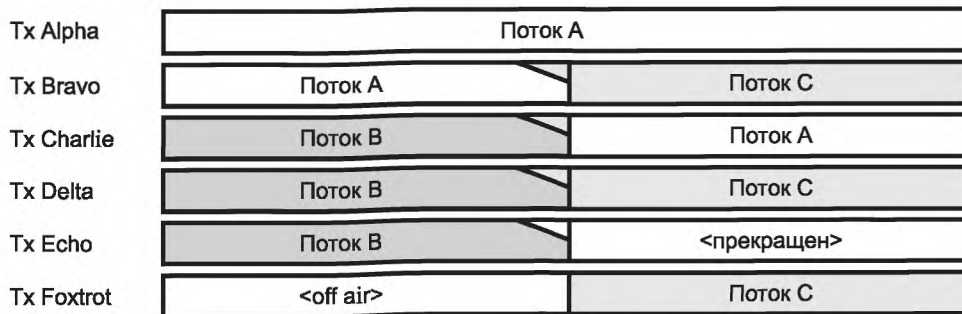 Tx Alpha Поток A
Tx Bravo Поток A Поток C
Tx Charlie Поток B Поток A
Tx Delta Поток B Поток C
Tx Echo Поток B <прекращен>
Tx Foxtrot <off air> Поток C